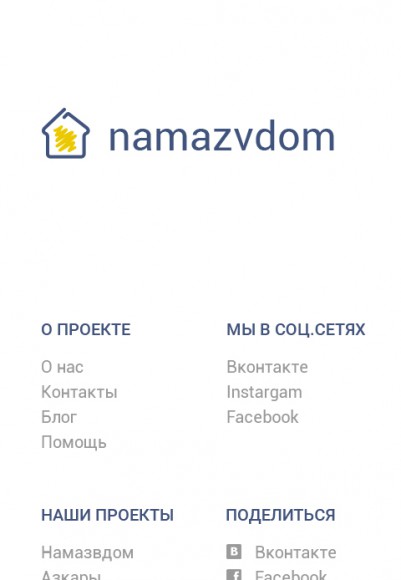 namazvdom
О ПРОЕКТЕ
О нас
Контакты
Блог
Помощь
МЫ В СОЦ.СЕТЯХ
Вконтакте
Instargam
Facebook
НАШИ ПРОЕКТЫ
Намазвдом
Азкары
ПОДЕЛИТЬСЯ
Вконтакте
Facebook